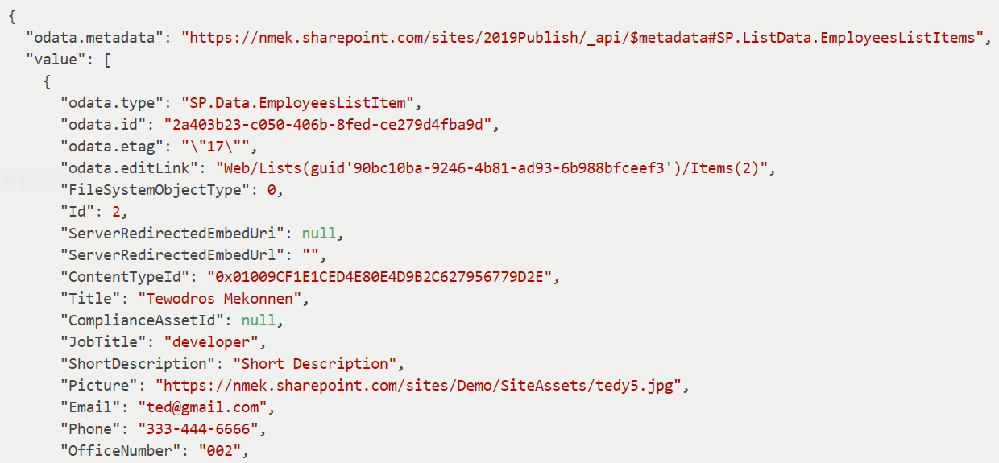 {
"odata.metadata": "https://nmek.sharepoint.com/sites/2019Publish/_api/$metadata#SP.ListData.EmployeesListItems",
"value": [
{
"odata.type": "SP.Data.EmployeesListItem",
"odata.id": "2a403b23-c050-406b-8fed-ce279d4fba9d",
"odata.etag": "\"17\"",
"odata.editLink": "Web/Lists(guid'90bc10ba-9246-4b81-ad93-6b988bfceef3')/Items(2)",
Snip
"FileSystemObjectType": 0,
"Id": 2,
"ServerRedirectedEmbedUri": null,
"ServerRedirectedEmbedUrl": "",
"ContentTypeId": "0x01009CF1E1CED4E80E4D9B2C627956779D2E",
"Title": "Tewodros Mekonnen",
"ComplianceAssetId": null,
"JobTitle": "developer",
"ShortDescription": "Short Description",
"Picture": "https://nmek.sharepoint.com/sites/Demo/SiteAssets/tedy5.jpg",
"Email": "ted@gmail.com",
"Phone": "333-444-6666",
"OfficeNumber": "002",